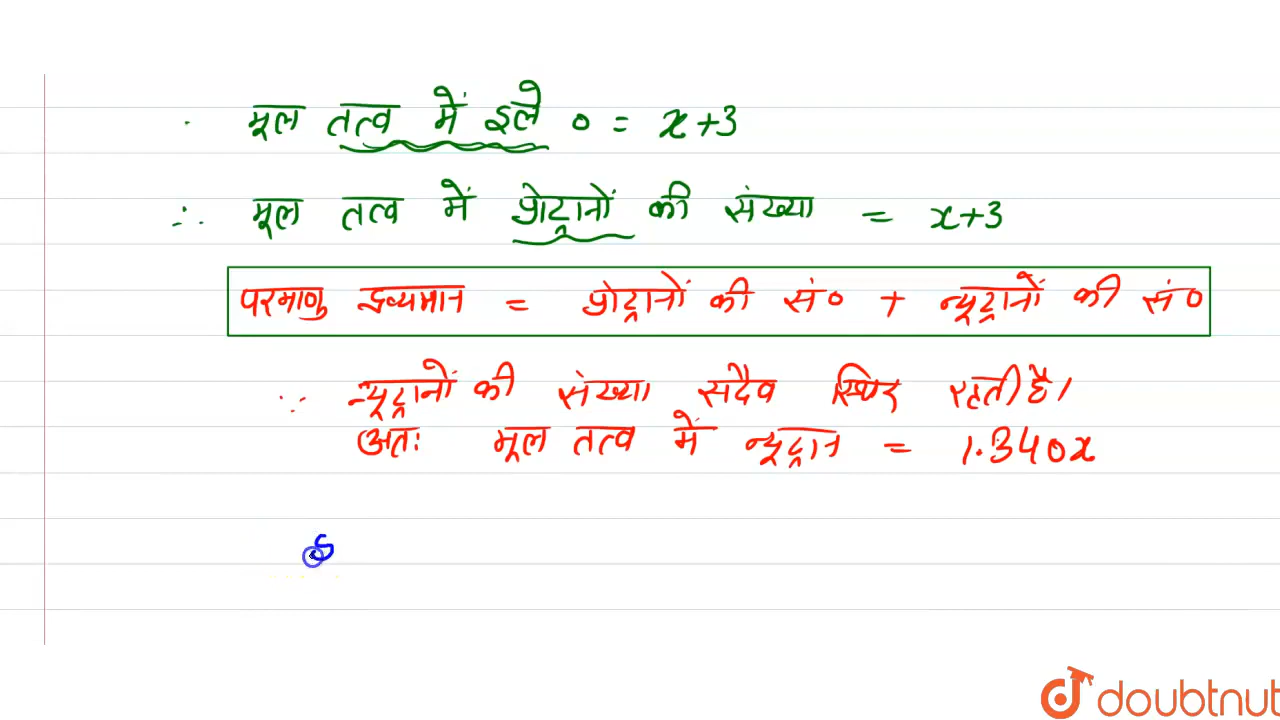 मूल तत्व में इले० = x+3
∴ मूल तत्व में प्रोट्रानों की संख्या = x+3
परमाणु द्रव्यमान = प्रोट्रानों की सं० + न्यूट्रानों की सं०
∵ न्यूट्रानों की संख्या सदैव स्थिर रहती है।
अतः मूल तत्व में न्यूट्रान = 1.340x
doubtnut